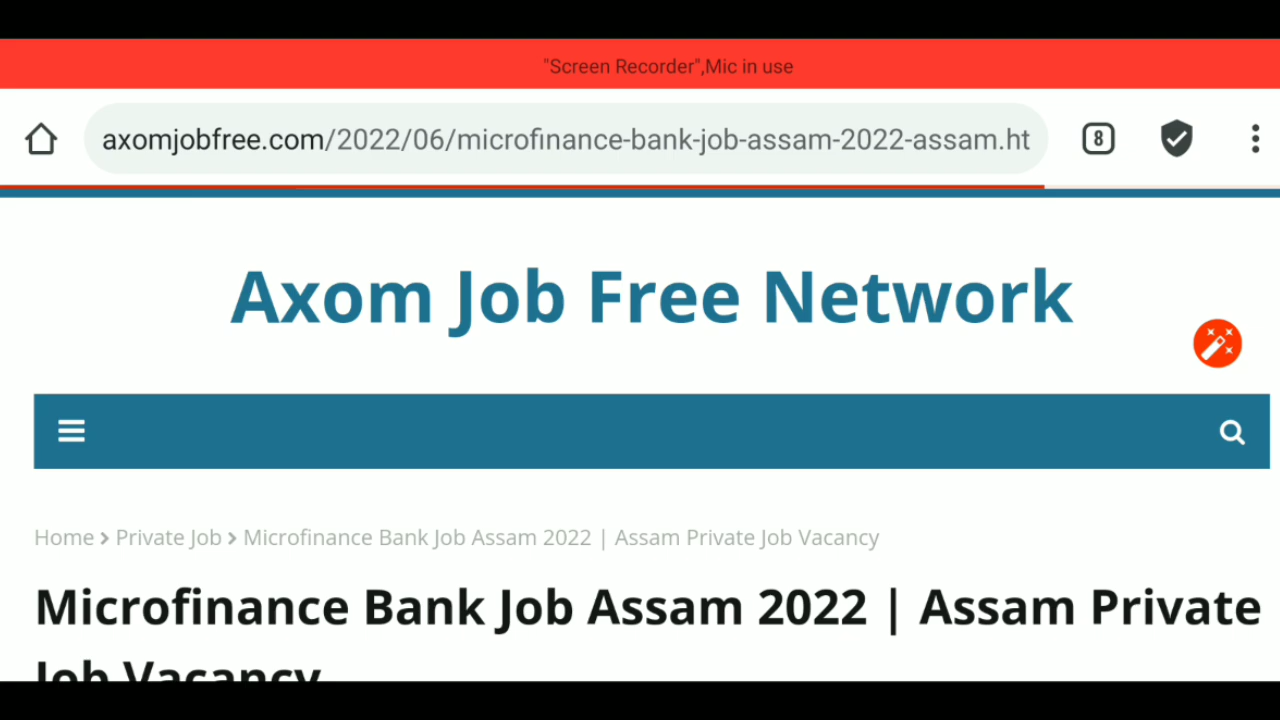 "Screen Recorder",Mic in use
axomjobfree.com/2022/06/microfinance-bank-job-assam-2022-assam.ht
8
Axom Job Free Network
Home > Private Job > Microfinance Bank Job Assam 2022 | Assam Private Job Vacancy
Microfinance Bank Job Assam 2022 | Assam Private
Job Vacancy